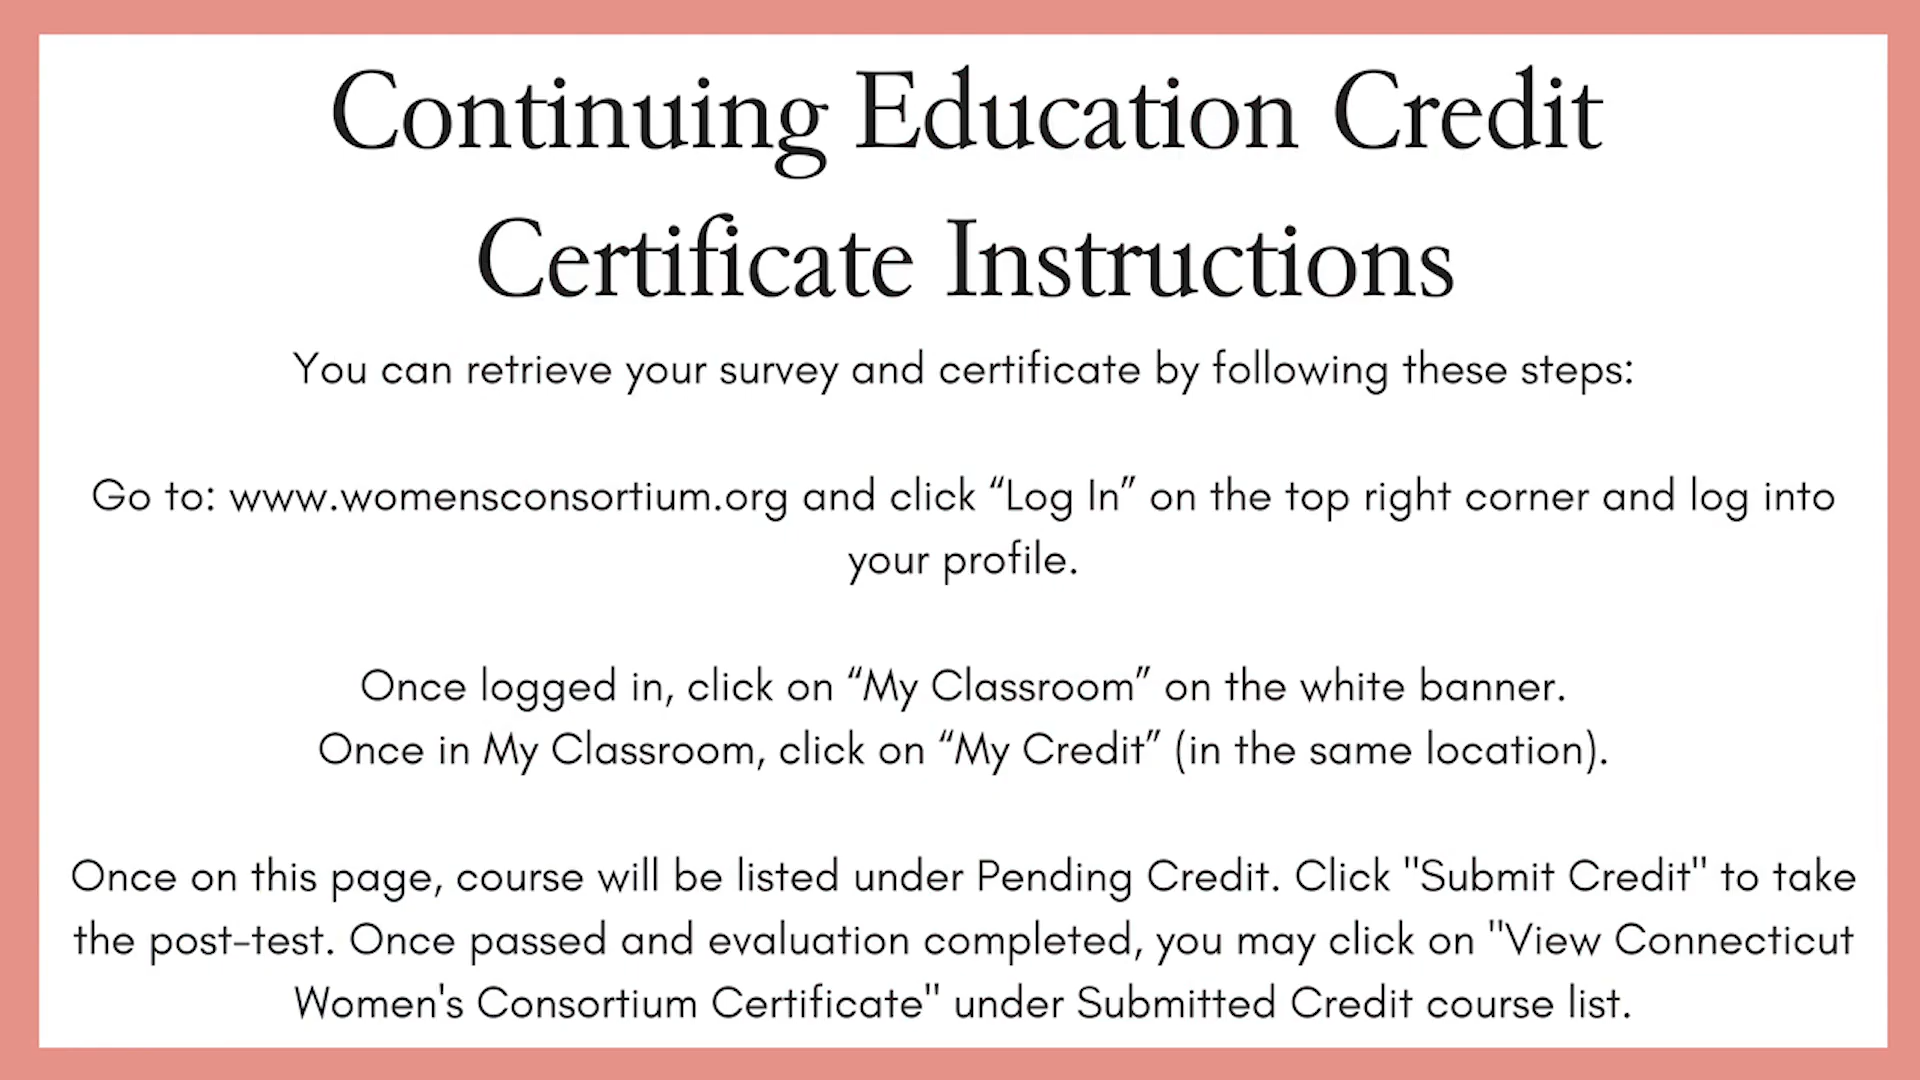 Continuing Education Credit
Certificate Instructions
You can retrieve your survey and certificate by following these steps:
Go to: www.womensconsortium.org and click “Log In” on the top right corner and log into
your profile.
Once logged in, click on “My Classroom” on the white banner.
Once in My Classroom, click on “My Credit” (in the same location).
Once on this page, course will be listed under Pending Credit. Click "Submit Credit" to take
the post-test. Once passed and evaluation completed, you may click on "View Connecticut
Women's Consortium Certificate" under Submitted Credit course list.